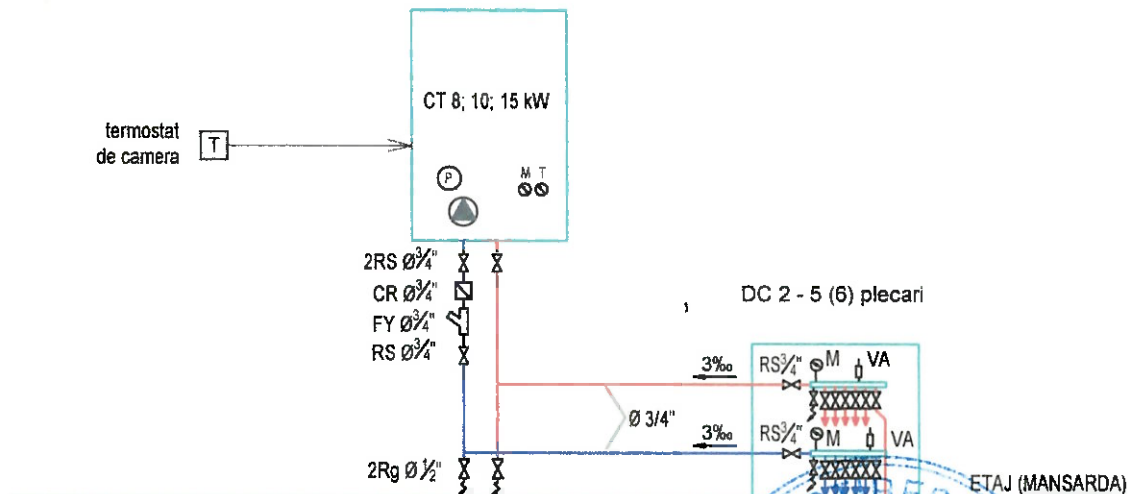 CT 8; 10; 15 kW
termostat
de camera
T
P
M T
2RS Ø3/4"
CR Ø3/4"
FY Ø3/4"
RS Ø3/4"
DC 2 - 5 (6) plecari
3‰
RS3/4"
M
VA
Ø 3/4"
3‰
RS3/4"
M
VA
2Rg Ø 1/2"
ETAJ (MANSARDA)